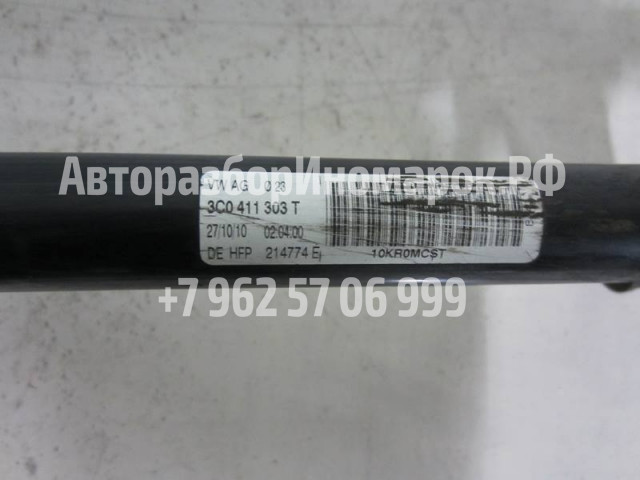 АвторазборИномарок.РФ
VW AG 023
3C0 411 303 T
27/10/10 02:04:00
DE HFP 214774 E
10KR0MCST
+7 962 57 06 999